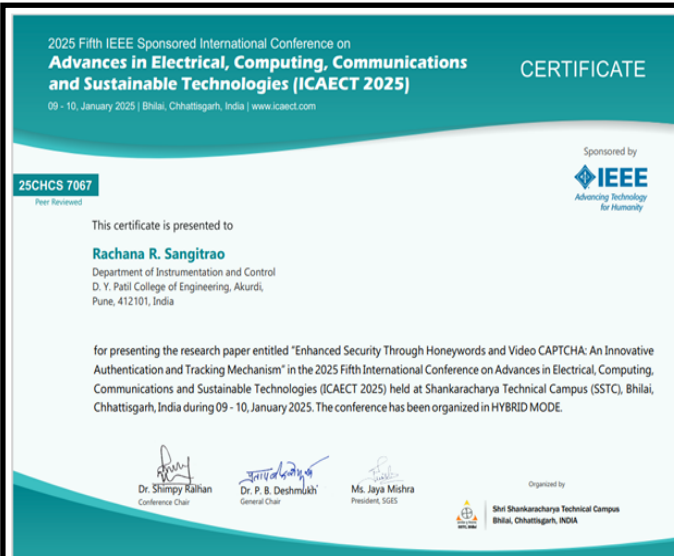 2025 Fifth IEEE Sponsored International Conference on
Advances in Electrical, Computing, Communications
and Sustainable Technologies (ICAECT 2025)
09 - 10, January 2025 | Bhilai, Chhattisgarh, India | www.icaect.com
CERTIFICATE
Sponsored by
IEEE
Advancing Technology
for Humanity
25CHCS 7067
Peer Reviewed
This certificate is presented to
Rachana R. Sangitrao
Department of Instrumentation and Control
D. Y. Patil College of Engineering, Akurdi,
Pune, 412101, India
for presenting the research paper entitled "Enhanced Security Through Honeywords and Video CAPTCHA: An Innovative
Authentication and Tracking Mechanism" in the 2025 Fifth International Conference on Advances in Electrical, Computing,
Communications and Sustainable Technologies (ICAECT 2025) held at Shankaracharya Technical Campus (SSTC), Bhilai,
Chhattisgarh, India during 09 - 10, January 2025. The conference has been organized in HYBRID MODE.
Dr. Shimpy Ralhan
Conference Chair
Dr. P. B. Deshmukh
General Chair
Ms. Jaya Mishra
President, SGES
Organized by
Shri Shankaracharya Technical Campus
Bhilai, Chhattisgarh, INDIA